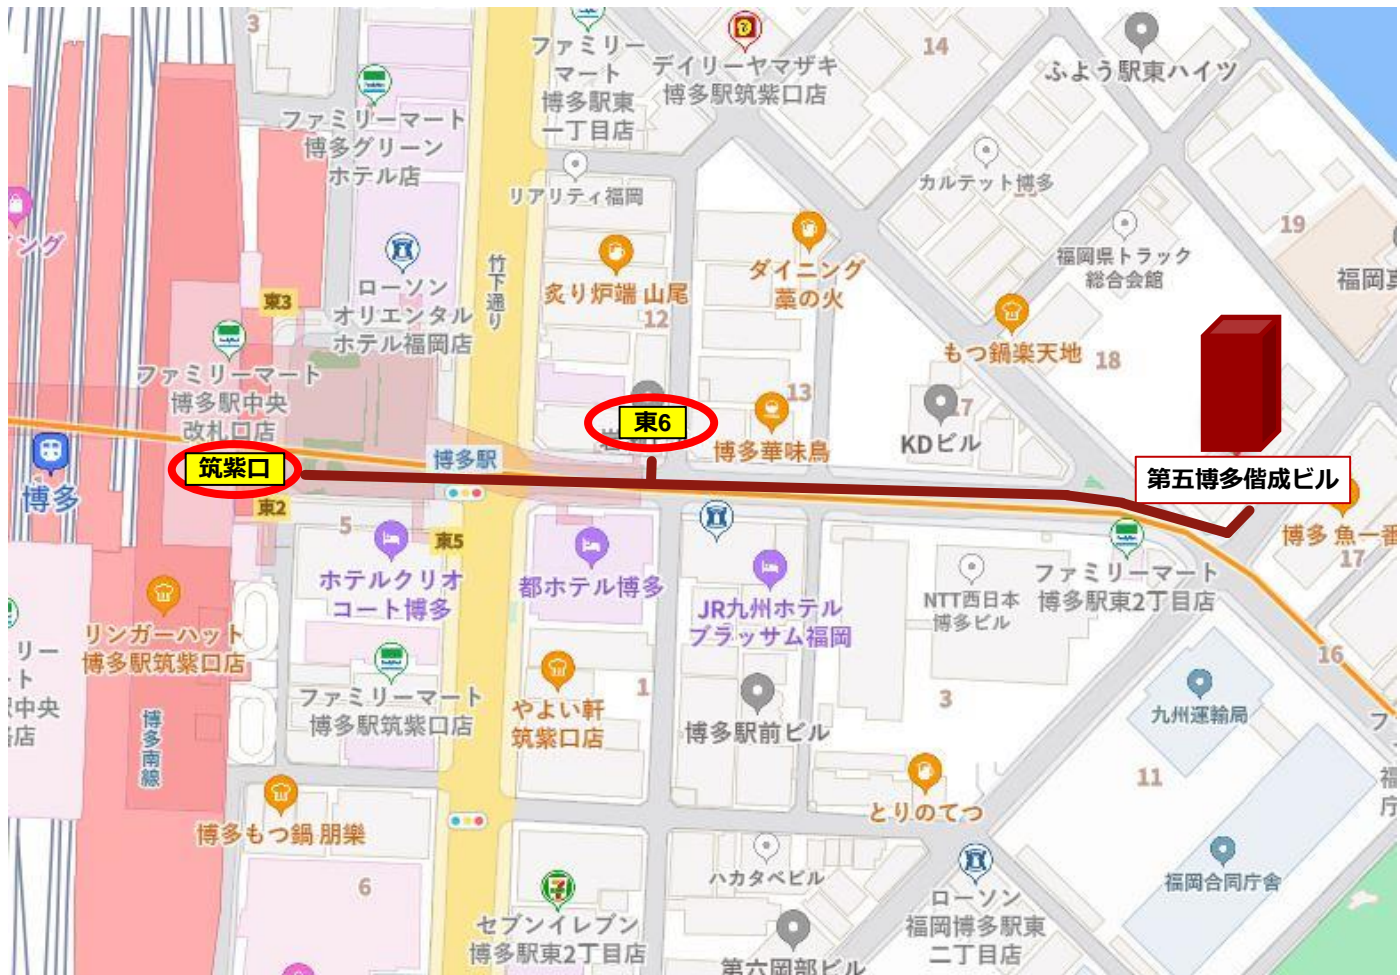 3
ファミリー
マート
博多駅東
一丁目店
デイリーヤマザキ
博多駅筑紫口店
14
ふよう駅東ハイツ
ファミリーマート
博多グリーン
ホテル店
リアリティ福岡
カルテット博多
19
イング
竹下通り
ローソン
オリエンタル
ホテル福岡店
東3
炙り炉端 山尾
12
ダイニング
藁の火
福岡県トラック
総合会館
もつ鍋楽天地
18
ファミリーマート
博多駅中央
改札口店
東6
13
博多華味鳥
17
KDビル
筑紫口
博多駅
博多
第五博多偕成ビル
東2
5
東5
博多 魚一番
17
ホテルクリオ
コート博多
都ホテル博多
JR九州ホテル
ブラッサム福岡
NTT西日本
博多ビル
ファミリーマート
博多駅東2丁目店
リンガーハット
博多駅筑紫口店
16
ファミリーマート
博多駅筑紫口店
やよい軒
筑紫口店
1
博多駅前ビル
3
九州運輸局
博多南線
11
博多もつ鍋 朋樂
とりのてつ
6
ハカタベビル
福岡合同庁舎
セブンイレブン
博多駅東2丁目店
ローソン
福岡博多駅東
二丁目店
第六岡部ビル